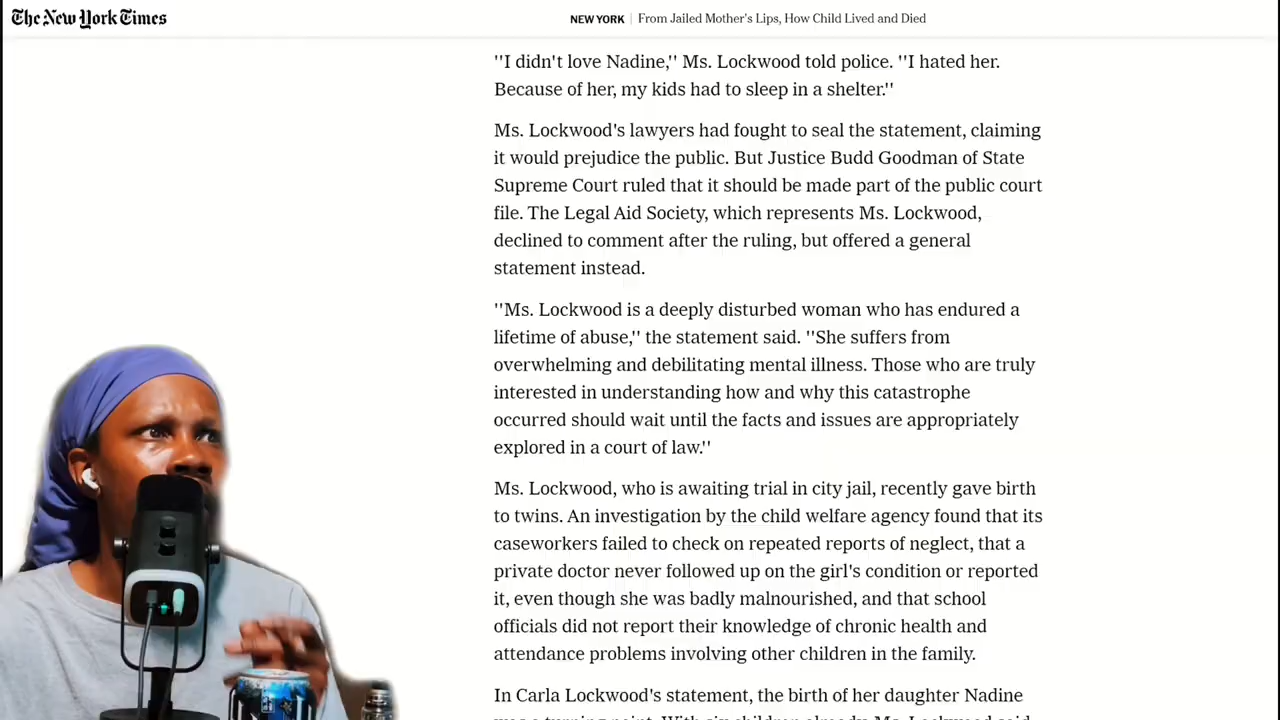 The New York Times
NEW YORK | From Jailed Mother's Lips, How Child Lived and Died
''I didn't love Nadine,'' Ms. Lockwood told police. ''I hated her.
Because of her, my kids had to sleep in a shelter.''
Ms. Lockwood's lawyers had fought to seal the statement, claiming
it would prejudice the public. But Justice Budd Goodman of State
Supreme Court ruled that it should be made part of the public court
file. The Legal Aid Society, which represents Ms. Lockwood,
declined to comment after the ruling, but offered a general
statement instead.
''Ms. Lockwood is a deeply disturbed woman who has endured a
lifetime of abuse,'' the statement said. ''She suffers from
overwhelming and debilitating mental illness. Those who are truly
interested in understanding how and why this catastrophe
occurred should wait until the facts and issues are appropriately
explored in a court of law.''
Ms. Lockwood, who is awaiting trial in city jail, recently gave birth
to twins. An investigation by the child welfare agency found that its
caseworkers failed to check on repeated reports of neglect, that a
private doctor never followed up on the girl's condition or reported
it, even though she was badly malnourished, and that school
officials did not report their knowledge of chronic health and
attendance problems involving other children in the family.
In Carla Lockwood's statement, the birth of her daughter Nadine
was a turning point. With six children already, Ms. Lockwood said